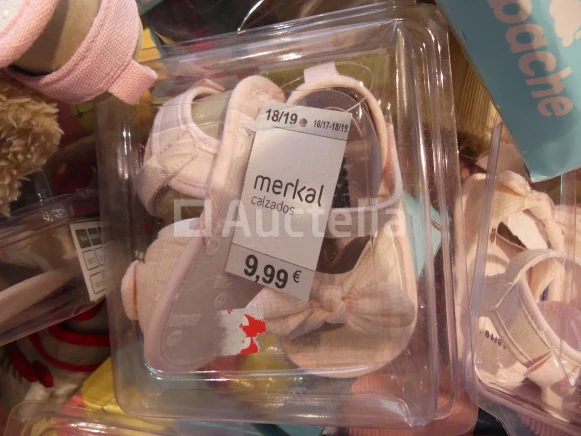 bache
18/19 16/17-18/19
merkal
calzados
9,99 €
Auctelia